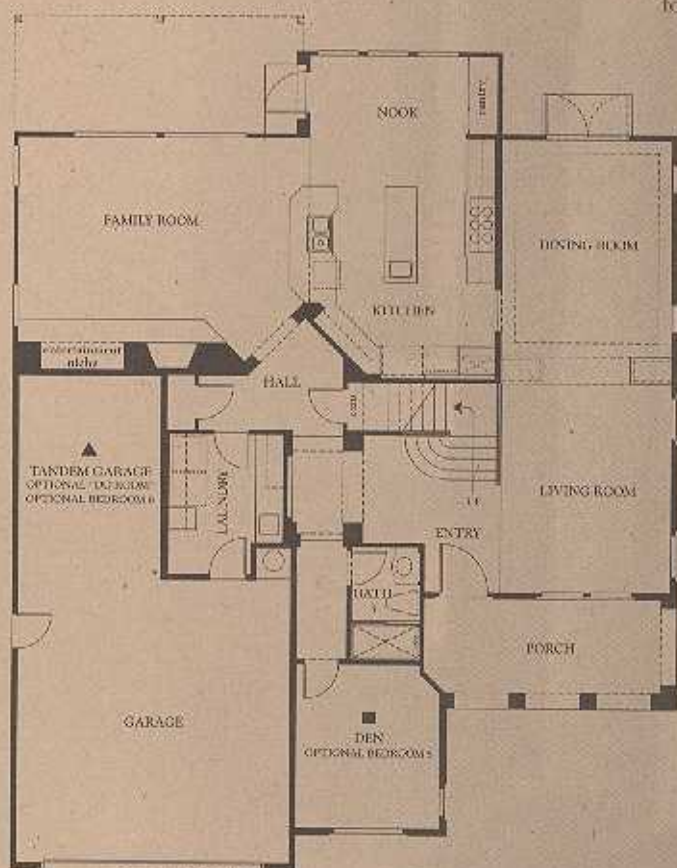 NOOK
pantry
FAMILY ROOM
DINING ROOM
KITCHEN
entertainment
niche
HALL
TANDEM GARAGE
OPTIONAL "DO ROOM"
OPTIONAL BEDROOM 6
LAUNDRY
LIVING ROOM
UP
ENTRY
BATH
PORCH
GARAGE
DEN
OPTIONAL BEDROOM 5